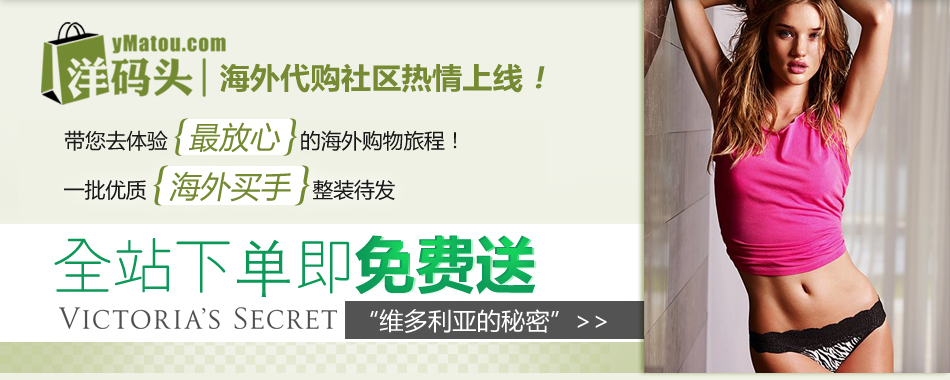 yMatou.com
洋码头 | 海外代购社区热情上线！
带您去体验 {最放心} 的海外购物旅程！
一批优质 {海外买手} 整装待发
全站下单即免费送
VICTORIA'S SECRET “维多利亚的秘密” >>